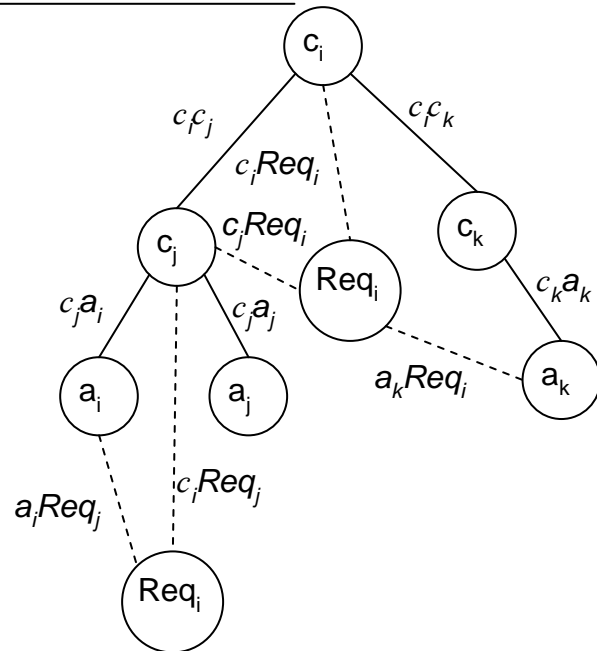 cᵢ
cᵢcⱼ
cᵢcₖ
cᵢReqᵢ
cⱼReqᵢ
cⱼ
cₖ
Reqᵢ
cⱼaᵢ
cⱼaⱼ
cₖaₖ
aᵢ
aⱼ
aₖReqᵢ
aₖ
aᵢReqⱼ
cᵢReqⱼ
Reqᵢ